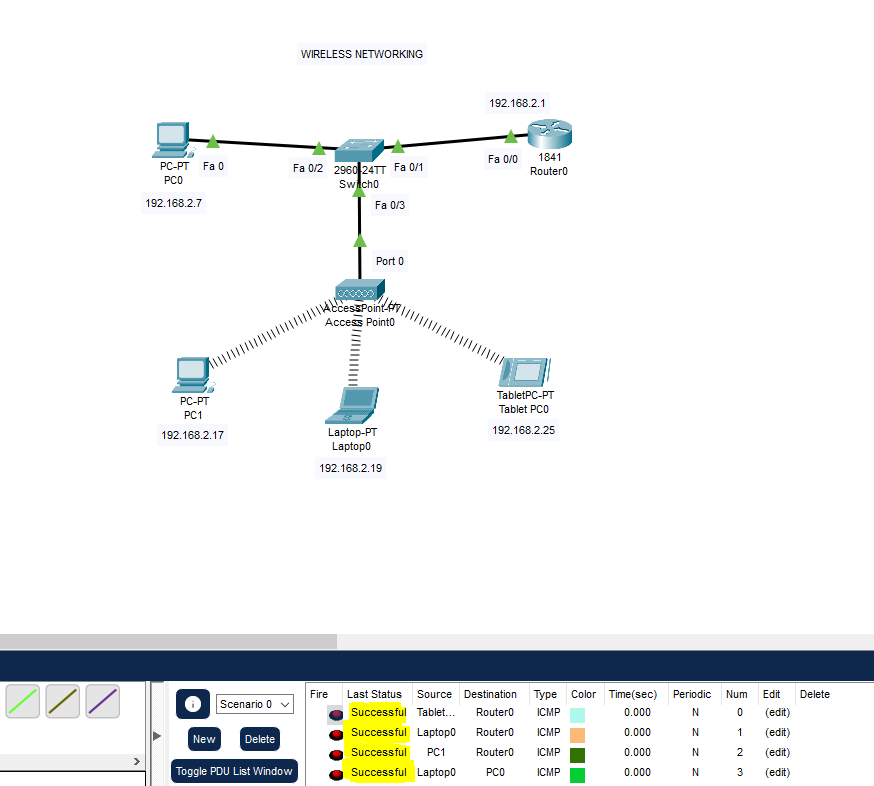 WIRELESS NETWORKING
192.168.2.1
PC-PT
PC0
Fa 0
192.168.2.7
Fa 0/2
2960-24TT
Switch0
Fa 0/1
Fa 0/0
1841
Router0
Fa 0/3
Port 0
AccessPoint-PT
Access Point0
PC-PT
PC1
192.168.2.17
Laptop-PT
Laptop0
192.168.2.19
TabletPC-PT
Tablet PC0
192.168.2.25
i
Scenario 0
New
Delete
Toggle PDU List Window
Fire Last Status Source Destination Type Color Time(sec) Periodic Num Edit Delete
Successful Tablet... Router0 ICMP 0.000 N 0 (edit)
Successful Laptop0 Router0 ICMP 0.000 N 1 (edit)
Successful PC1 Router0 ICMP 0.000 N 2 (edit)
Successful Laptop0 PC0 ICMP 0.000 N 3 (edit)